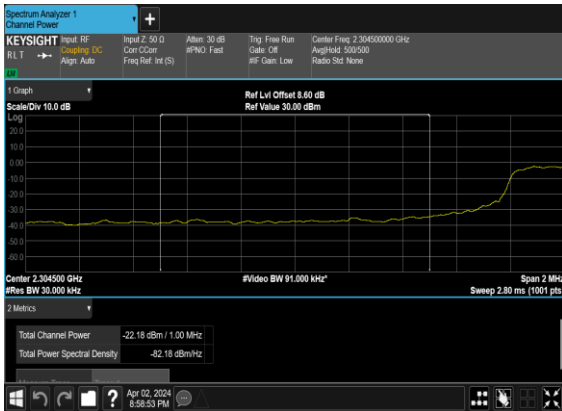 Spectrum Analyzer 1
Channel Power
+
KEYSIGHT
RLT
LXI
Input: RF
Coupling: DC
Align: Auto
Input Z: 50 Ω
Corr CCorr
Freq Ref: Int (S)
Atten: 30 dB
#PNO: Fast
Trig: Free Run
Gate: Off
#IF Gain: Low
Center Freq: 2.304500000 GHz
Avg|Hold: 500/500
Radio Std: None
1 Graph
Scale/Div 10.0 dB
Ref Lvl Offset 8.60 dB
Ref Value 30.00 dBm
Log
20.0
10.0
0.00
-10.0
-20.0
-30.0
-40.0
-50.0
-60.0
Center 2.304500 GHz
#Video BW 91.000 kHz*
Span 2 MHz
#Res BW 30.000 kHz
Sweep 2.80 ms (1001 pts
2 Metrics
Total Channel Power -22.18 dBm / 1.00 MHz
Total Power Spectral Density -82.18 dBm/Hz
?
Apr 02, 2024
8:58:53 PM